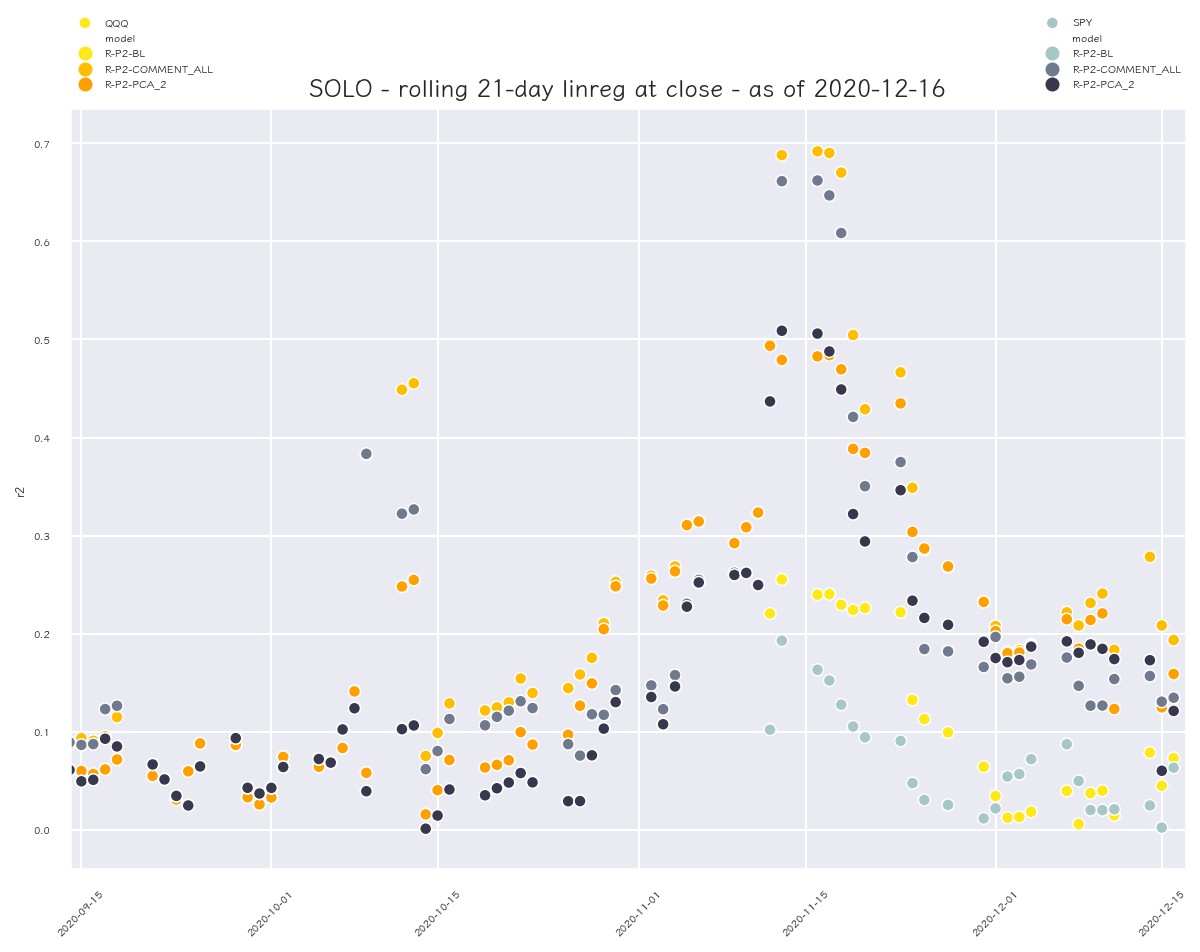 QQQ
model
R-P2-BL
R-P2-COMMENT_ALL
R-P2-PCA_2
SPY
model
R-P2-BL
R-P2-COMMENT_ALL
R-P2-PCA_2
SOLO - rolling 21-day linreg at close - as of 2020-12-16
0.7
0.6
0.5
0.4
0.3
0.2
0.1
0.0
r2
2020-09-15
2020-10-01
2020-10-15
2020-11-01
2020-11-15
2020-12-01
2020-12-15